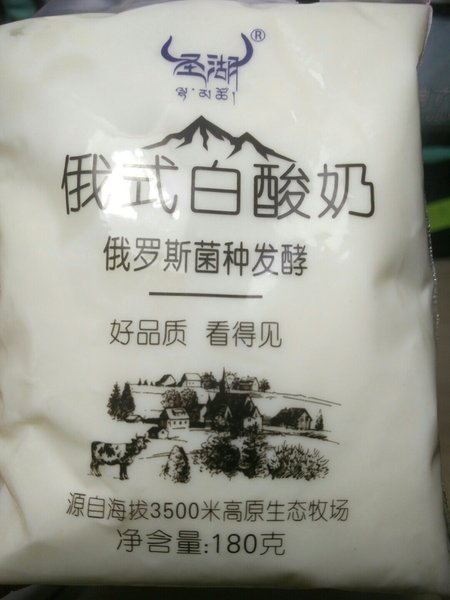 圣湖®
俄式白酸奶
俄罗斯菌种发酵
好品质 看得见
源自海拔3500米高原生态牧场
净含量:180克